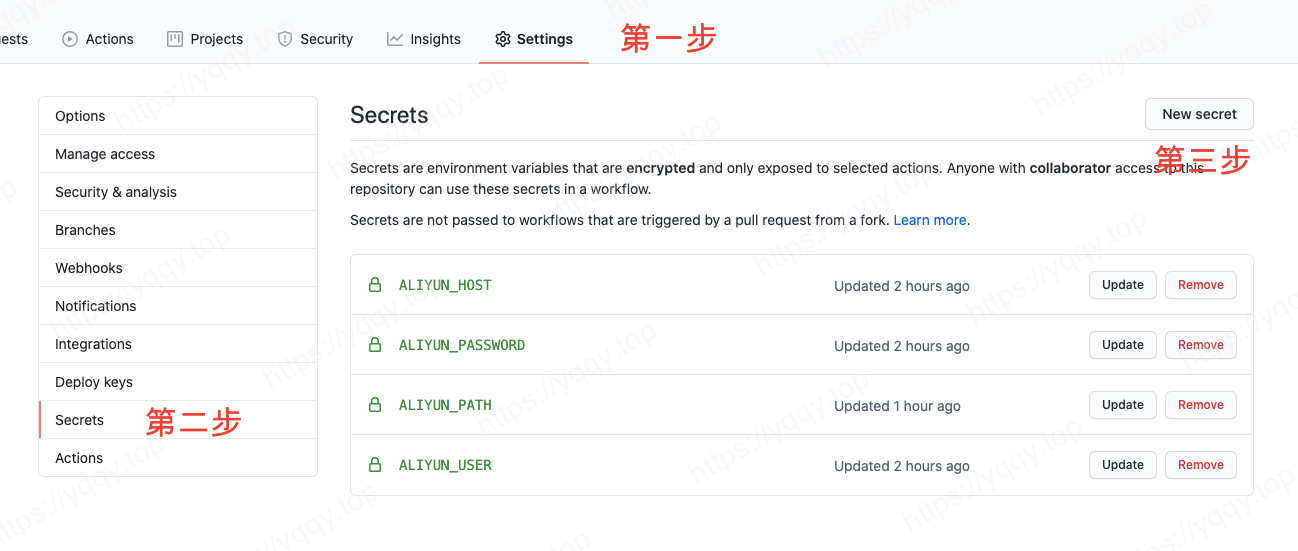 ests Actions Projects Security Insights Settings 第一步
Options
Manage access
Security & analysis
Branches
Webhooks
Notifications
Integrations
Deploy keys
Secrets 第二步
Actions
Secrets
New secret
第三步
Secrets are environment variables that are encrypted and only exposed to selected actions. Anyone with collaborator access to this
repository can use these secrets in a workflow.
Secrets are not passed to workflows that are triggered by a pull request from a fork. Learn more.
ALIYUN_HOST Updated 2 hours ago Update Remove
ALIYUN_PASSWORD Updated 2 hours ago Update Remove
ALIYUN_PATH Updated 1 hour ago Update Remove
ALIYUN_USER Updated 2 hours ago Update Remove
https://yqqy.top